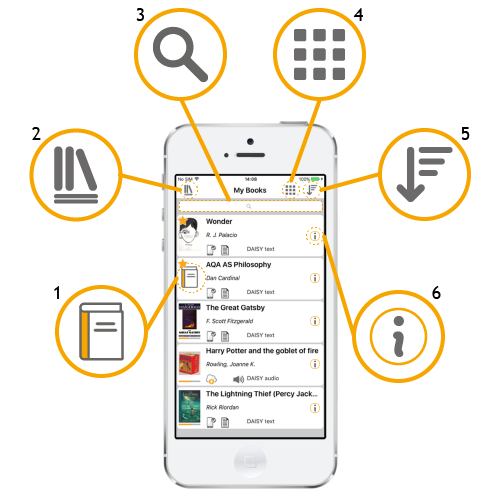 3
4
2
5
No SIM
14:08
100%
My Books
Wonder
R. J. Palacio
DAISY text
AQA AS Philosophy
Dan Cardinal
DAISY text
1
6
The Great Gatsby
F. Scott Fitzgerald
DAISY text
Harry Potter and the goblet of fire
Rowling, Joanne K.
DAISY audio
The Lightning Thief (Percy Jack...
Rick Riordan
DAISY text